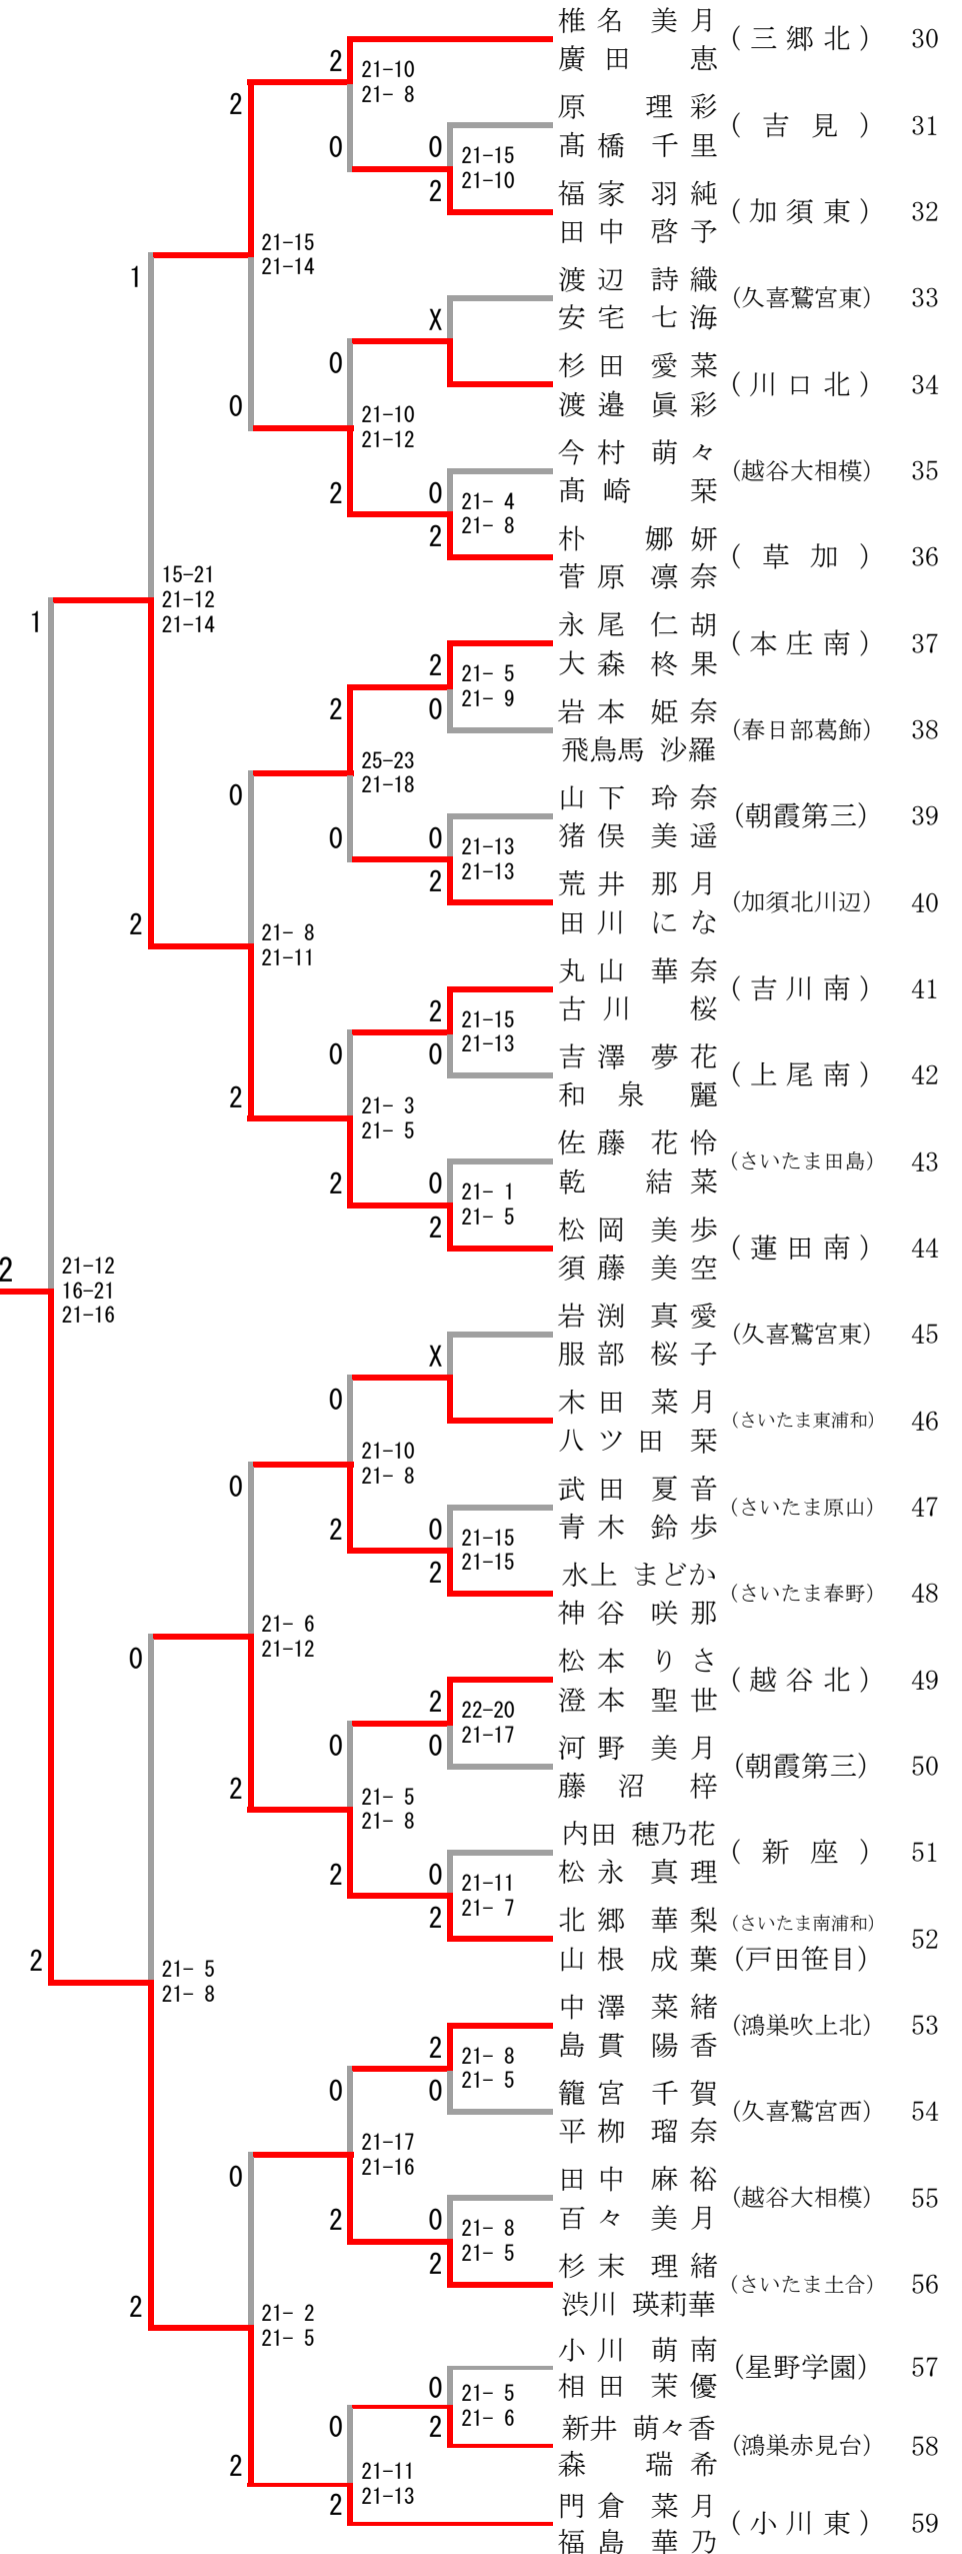 椎名 美月
廣田 恵
(三郷北) 30
2
21-10
21- 8
2
原 理彩
髙橋 千里
(吉見) 31
0
0
21-15
21-10
2
福家 羽純
田中 啓予
(加須東) 32
21-15
21-14
1
渡辺 詩織
安宅 七海
(久喜鷲宮東) 33
X
0
杉田 愛菜
渡邉 眞彩
(川口北) 34
0
21-10
21-12
今村 萌々
髙崎 栞
(越谷大相模) 35
2
0
21- 4
21- 8
2
朴 娜妍
菅原 凛奈
(草加) 36
15-21
21-12
21-14
1
永尾 仁胡
大森 柊果
(本庄南) 37
2
21- 5
21- 9
2
0
岩本 姫奈
飛鳥馬 沙羅
(春日部葛飾) 38
25-23
21-18
0
山下 玲奈
猪俣 美遥
(朝霞第三) 39
0
0
21-13
21-13
2
荒井 那月
田川 にな
(加須北川辺) 40
2
21- 8
21-11
丸山 華奈
古川 桜
(吉川南) 41
2
21-15
21-13
0
0
吉澤 夢花
和泉 麗
(上尾南) 42
2
21- 3
21- 5
佐藤 花怜
乾 結菜
(さいたま田島) 43
2
0
21- 1
21- 5
2
松岡 美歩
須藤 美空
(蓮田南) 44
2
21-12
16-21
21-16
岩渕 真愛
服部 桜子
(久喜鷲宮東) 45
X
0
木田 菜月
八ツ田 栞
(さいたま東浦和) 46
21-10
21- 8
0
武田 夏音
青木 鈴歩
(さいたま原山) 47
2
0
21-15
21-15
2
水上 まどか
神谷 咲那
(さいたま春野) 48
21- 6
21-12
0
松本 りさ
澄本 聖世
(越谷北) 49
2
22-20
21-17
0
0
河野 美月
藤沼 梓
(朝霞第三) 50
2
21- 5
21- 8
内田 穂乃花
松永 真理
(新座) 51
2
0
21-11
21- 7
2
北郷 華梨
(さいたま南浦和)
52
山根 成葉
(戸田笹目)
2
21- 5
21- 8
中澤 菜緒
島貫 陽香
(鴻巣吹上北) 53
2
21- 8
21- 5
0
0
籠宮 千賀
平栁 瑠奈
(久喜鷲宮西) 54
21-17
21-16
0
田中 麻裕
百々 美月
(越谷大相模) 55
2
0
21- 8
21- 5
2
杉末 理緒
渋川 瑛莉華
(さいたま土合) 56
2
21- 2
21- 5
小川 萌南
相田 茉優
(星野学園) 57
0
21- 5
21- 6
0
2
新井 萌々香
森 瑞希
(鴻巣赤見台) 58
2
21-11
21-13
2
門倉 菜月
福島 華乃
(小川東) 59